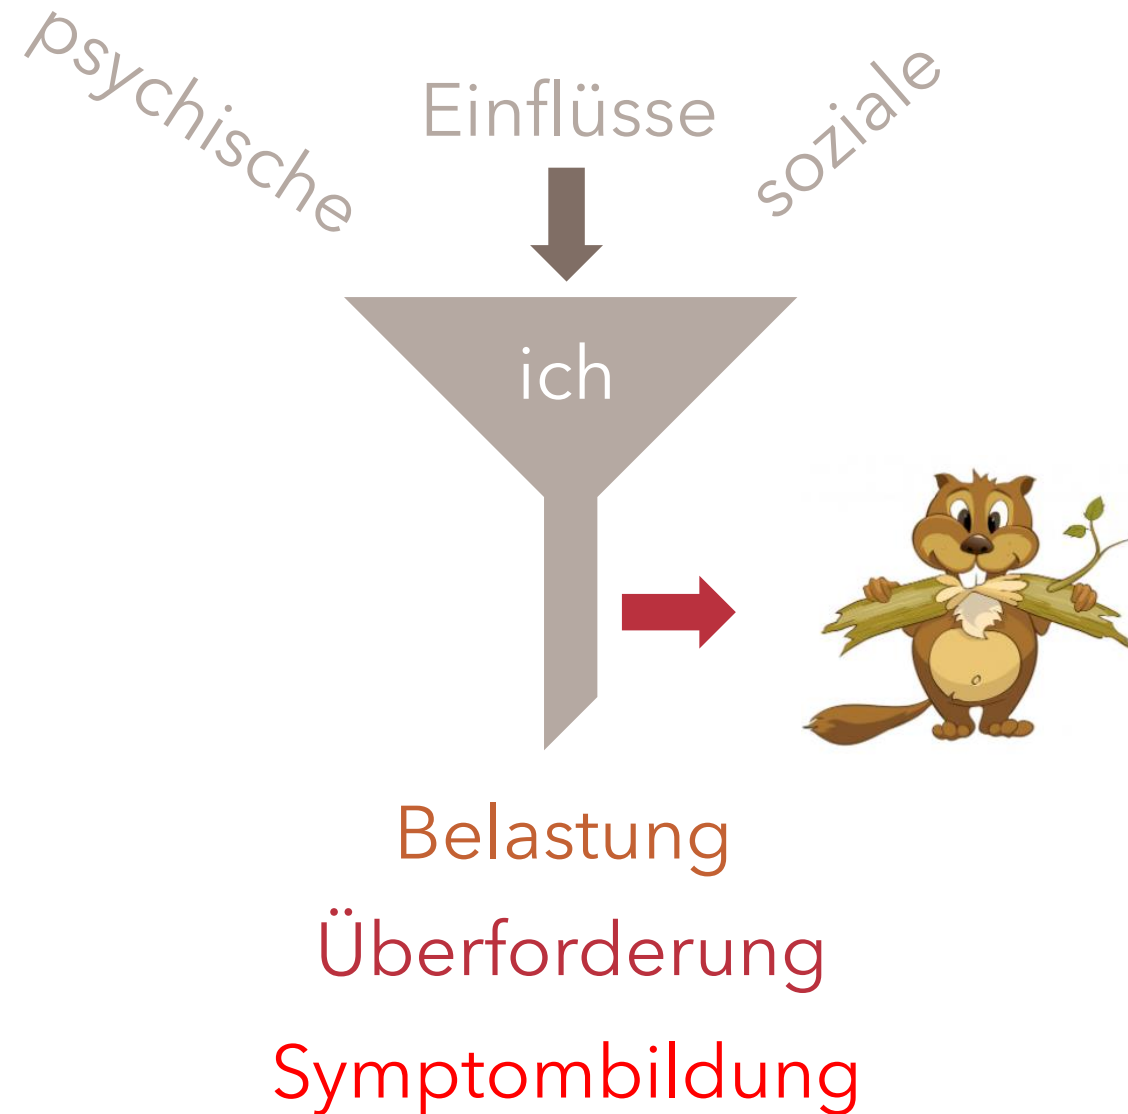 psychische
Einflüsse
soziale
ich
Belastung
Überforderung
Symptombildung